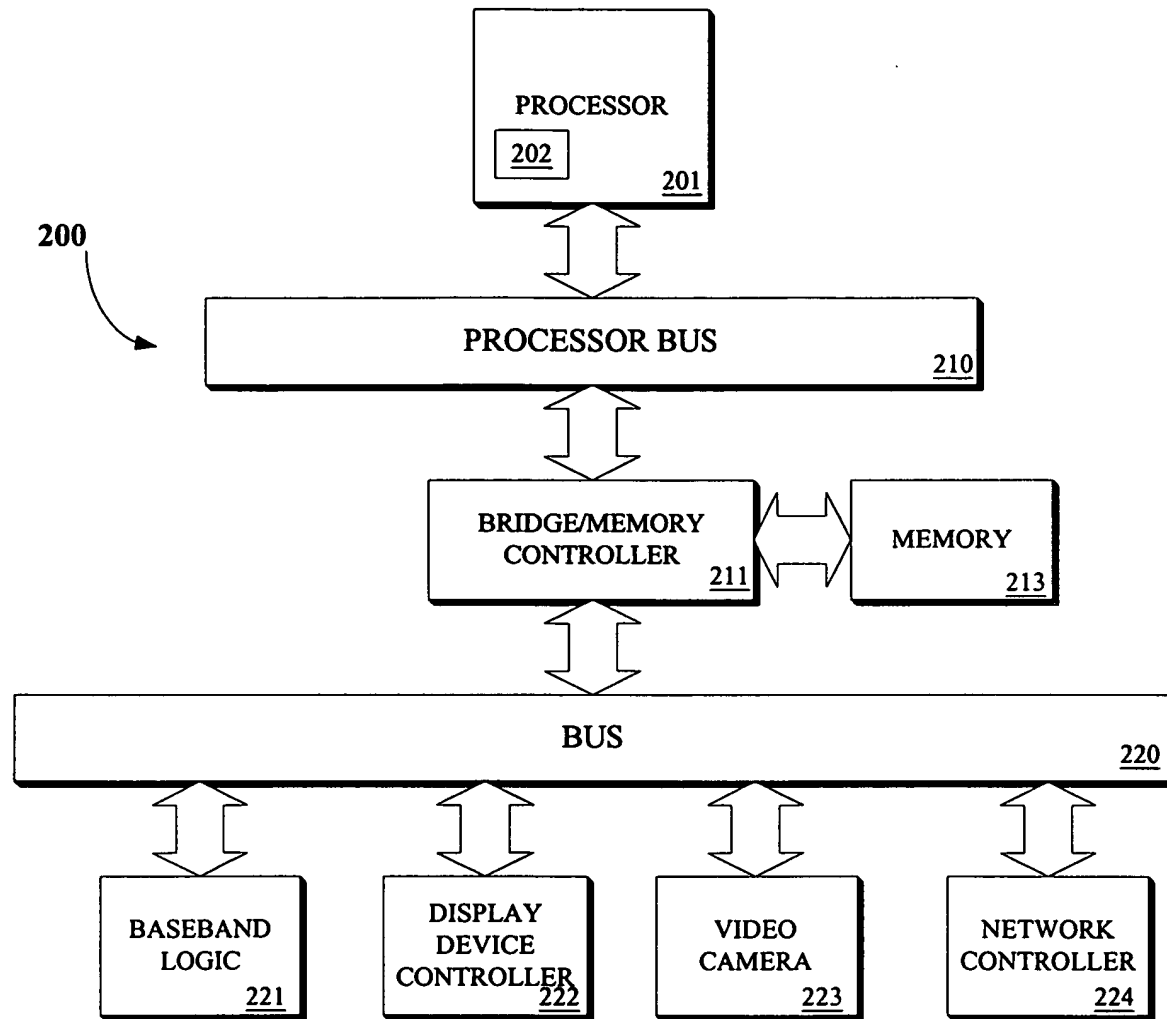 PROCESSOR
202
201
200
PROCESSOR BUS
210
BRIDGE/MEMORY
CONTROLLER
211
MEMORY
213
BUS
220
BASEBAND
LOGIC
221
DISPLAY
DEVICE
CONTROLLER
222
VIDEO
CAMERA
223
NETWORK
CONTROLLER
224